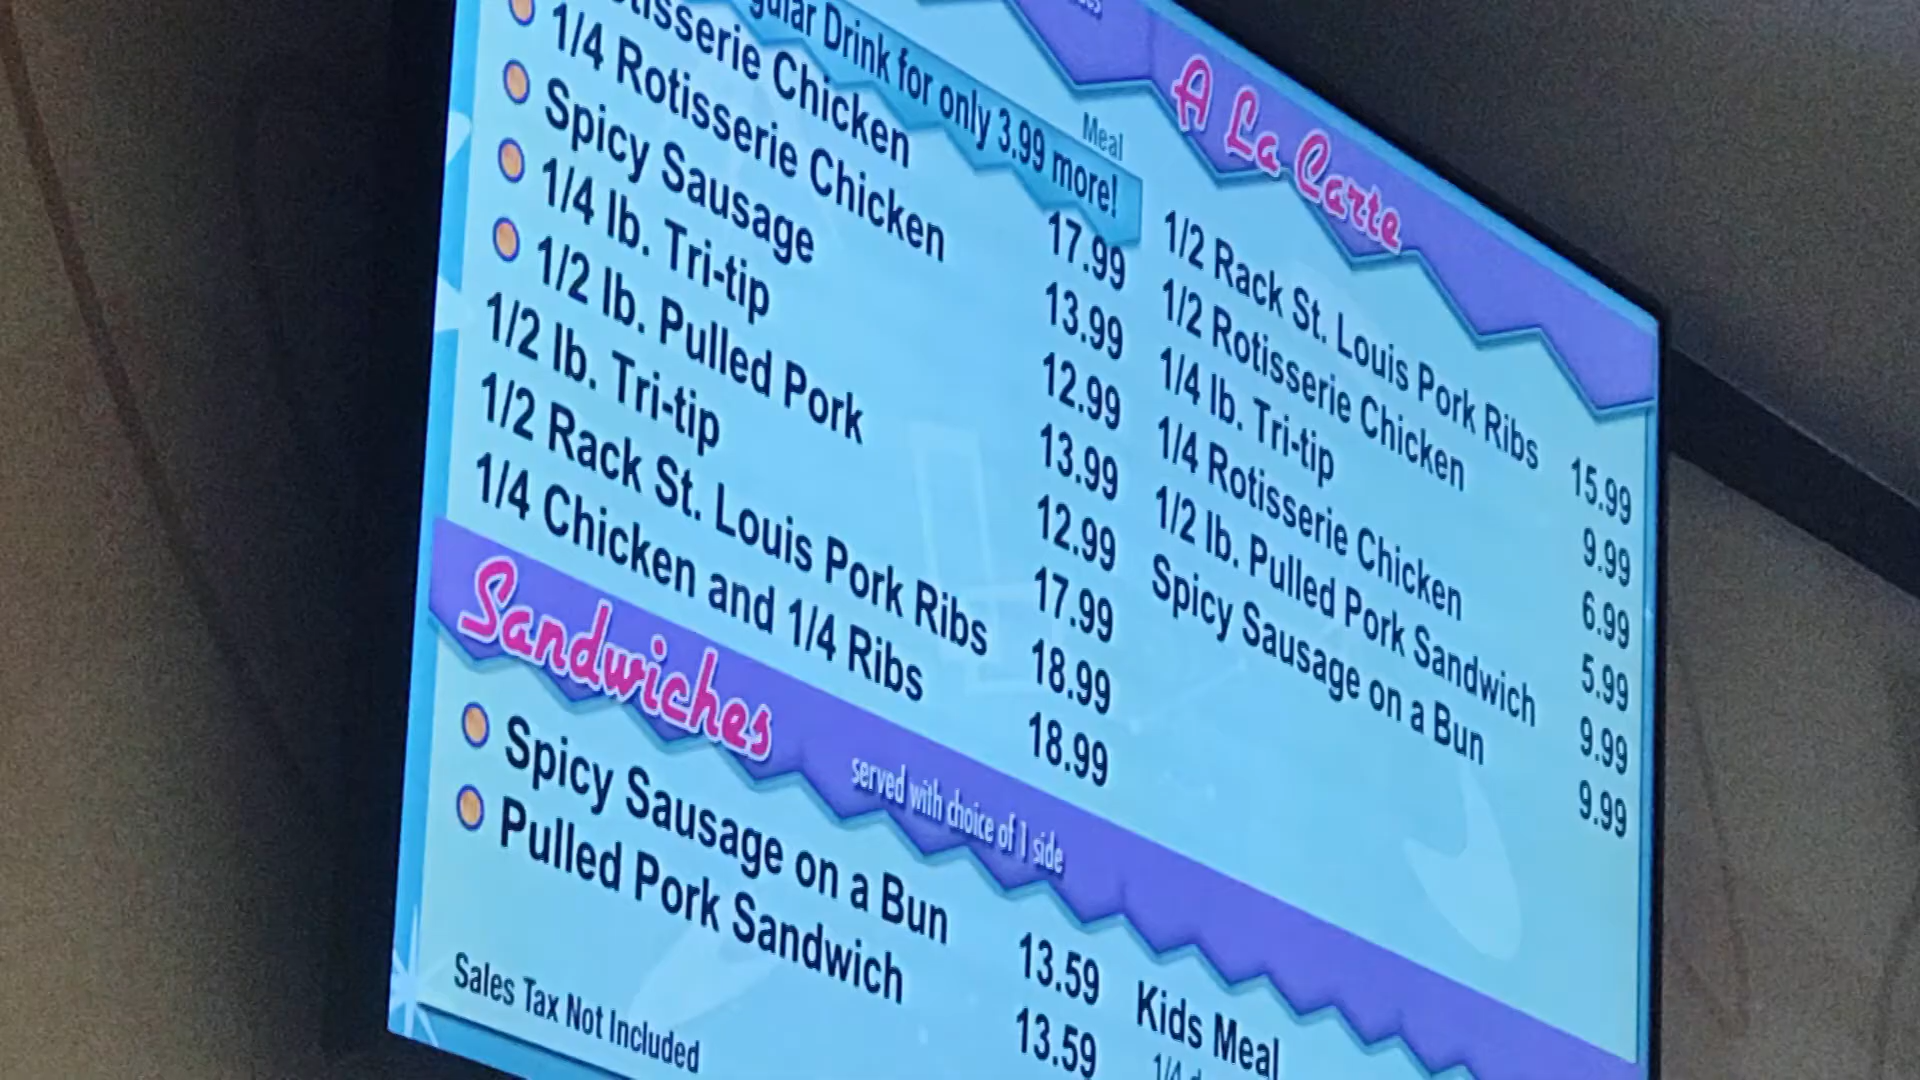 Drink for only 3.99 more!
Meal
Chicken 17.99
1/4 Rotisserie Chicken 13.99
Spicy Sausage 12.99
1/4 lb. Tri-tip 13.99
1/2 lb. Pulled Pork 12.99
1/2 lb. Tri-tip 17.99
1/2 Rack St. Louis Pork Ribs 18.99
1/4 Chicken and 1/4 Ribs 18.99
Sandwiches
served with choice of 1 side
Spicy Sausage on a Bun 13.59
Pulled Pork Sandwich 13.59
Sales Tax Not Included
A La Carte
1/2 Rack St. Louis Pork Ribs 15.99
1/2 Rotisserie Chicken 9.99
1/4 lb. Tri-tip 6.99
1/4 Rotisserie Chicken 5.99
1/2 lb. Pulled Pork Sandwich 9.99
Spicy Sausage on a Bun 9.99
Kids Meal
1/4